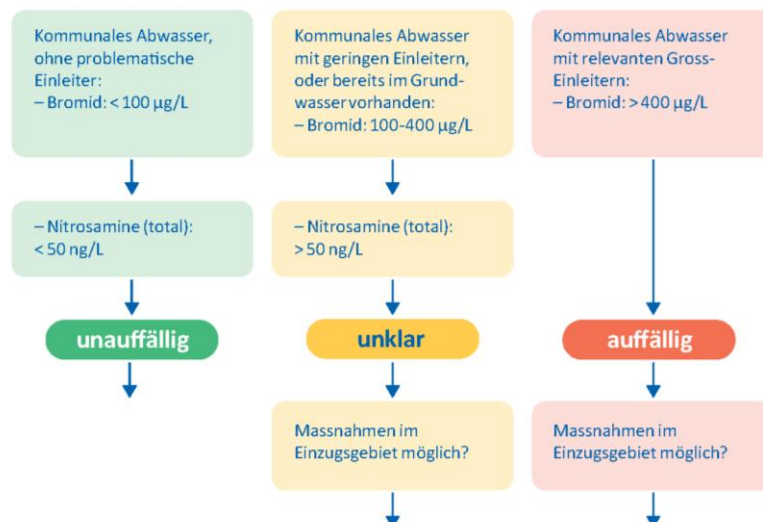 Kommunales Abwasser,
ohne problematische
Einleiter:
– Bromid: < 100 µg/L
Kommunales Abwasser
mit geringen Einleitern,
oder bereits im Grund-
wasservorhanden:
– Bromid: 100-400 µg/L
Kommunales Abwasser
mit relevanten Gross-
Einleitern:
– Bromid: > 400 µg/L
– Nitrosamine (total):
< 50 ng/L
– Nitrosamine (total):
> 50 ng/L
unauffällig
unklar
auffällig
Massnahmen im
Einzugsgebiet möglich?
Massnahmen im
Einzugsgebiet möglich?